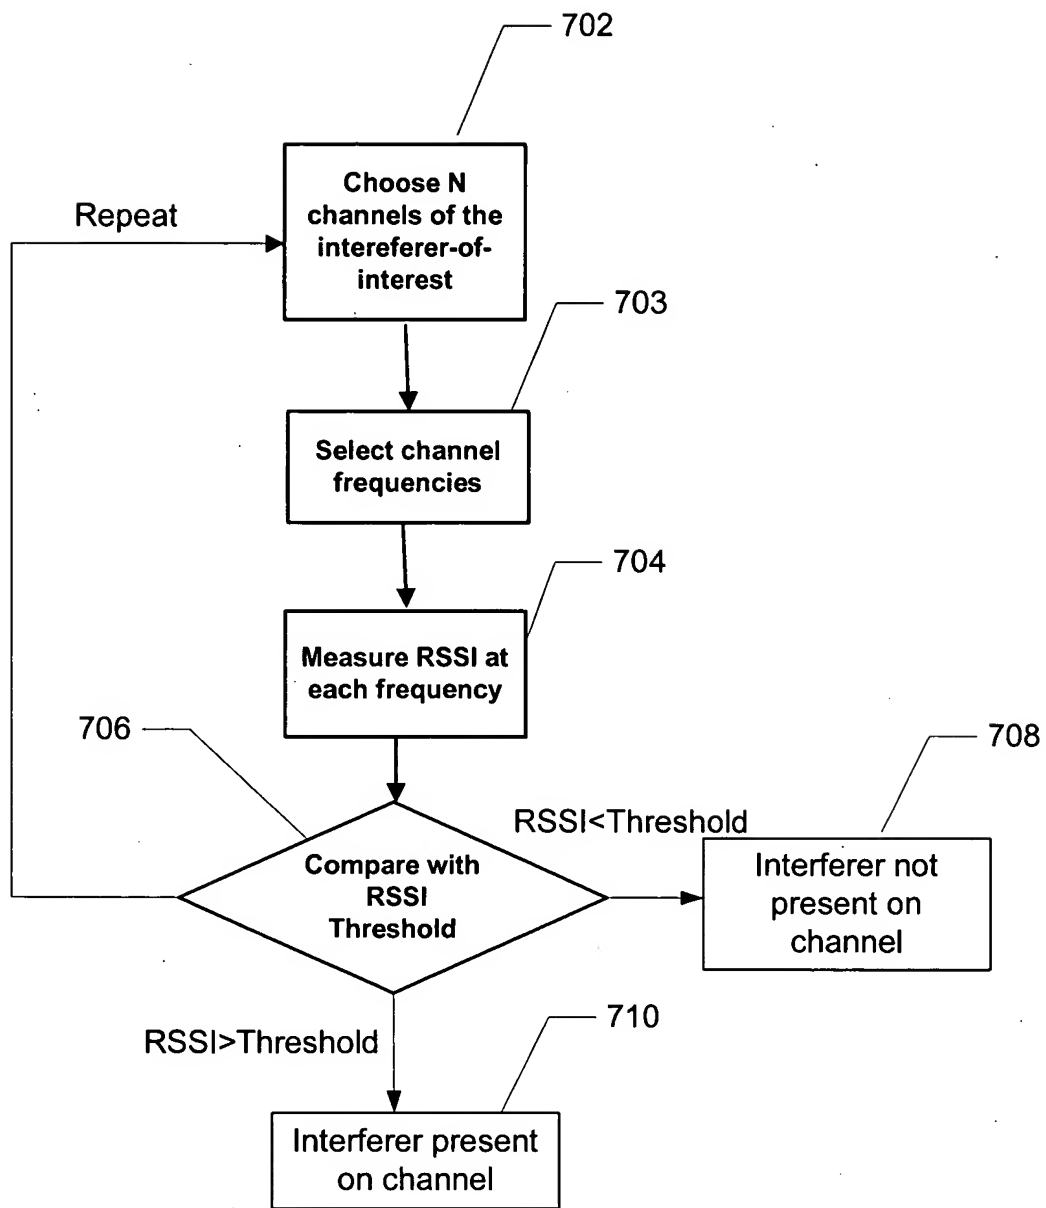 702
Choose N
channels of the
intereferer-of-
interest
Repeat
703
Select channel
frequencies
704
Measure RSSI at
each frequency
706
708
RSSI<Threshold
Compare with
RSSI
Threshold
Interferer not
present on
channel
710
RSSI>Threshold
Interferer present
on channel